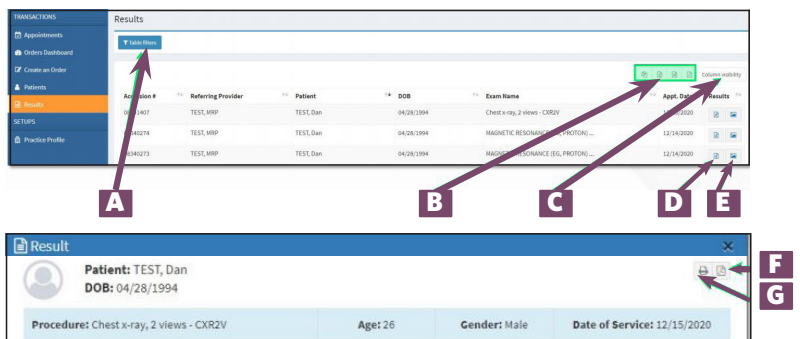 TRANSACTIONS
Appointments
Orders Dashboard
Create an Order
Patients
Results
SETUPS
Practice Profile
Results
Table filters
Column visibility
Referring Provider Patient DOB Exam Name Appt. Date Results
TEST, MRP TEST, Dan 04/28/1994 Chest x-ray, 2 views - CXR2V
TEST, MRP TEST, Dan 04/28/1994 MAGNETIC RESONANCE (EG, PROTON) ... 12/14/2020
TEST, MRP TEST, Dan 04/28/1994 MAGNETIC RESONANCE (EG, PROTON) ... 12/14/2020
A B C D E
Result
Patient: TEST, Dan
DOB: 04/28/1994
F
G
Procedure: Chest x-ray, 2 views - CXR2V Age: 26 Gender: Male Date of Service: 12/15/2020